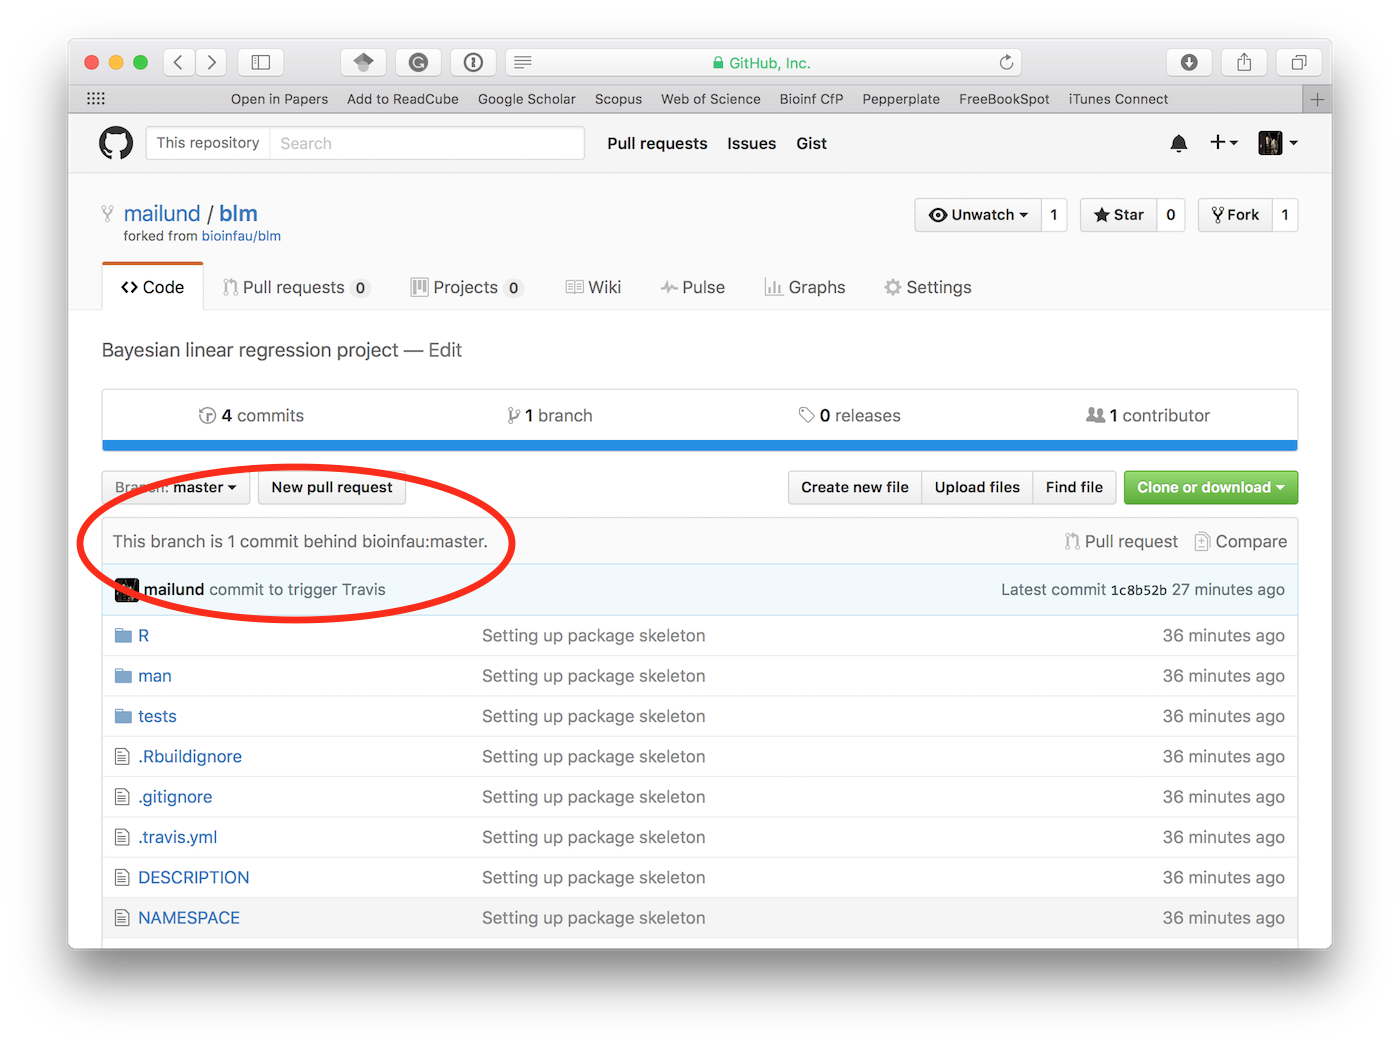 GitHub, Inc.
Open in Papers Add to ReadCube Google Scholar Scopus Web of Science Bioinf CfP Pepperplate FreeBookSpot iTunes Connect
This repository Search Pull requests Issues Gist
mailund / blm Unwatch 1 Star 0 Fork 1
forked from bioinfau/blm
Code Pull requests 0 Projects 0 Wiki Pulse Graphs Settings
Bayesian linear regression project — Edit
4 commits 1 branch 0 releases 1 contributor
Branch: master New pull request Create new file Upload files Find file Clone or download
This branch is 1 commit behind bioinfau:master. Pull request Compare
mailund commit to trigger Travis Latest commit 1c8b52b 27 minutes ago
R Setting up package skeleton 36 minutes ago
man Setting up package skeleton 36 minutes ago
tests Setting up package skeleton 36 minutes ago
.Rbuildignore Setting up package skeleton 36 minutes ago
.gitignore Setting up package skeleton 36 minutes ago
.travis.yml Setting up package skeleton 36 minutes ago
DESCRIPTION Setting up package skeleton 36 minutes ago
NAMESPACE Setting up package skeleton 36 minutes ago